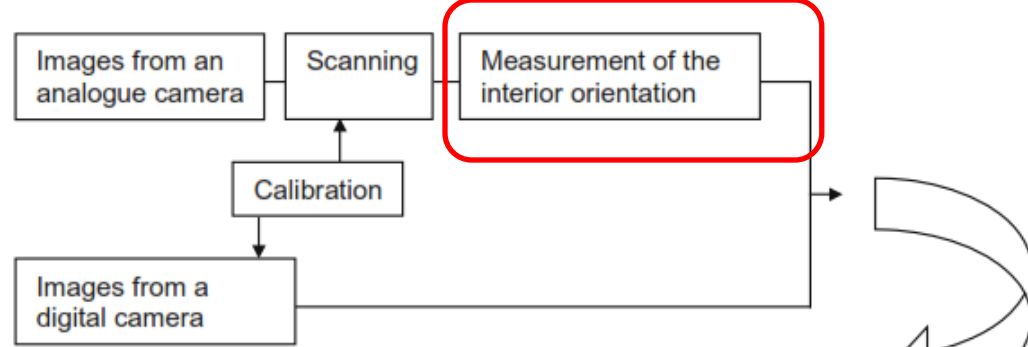 Images from an
analogue camera
Scanning
Measurement of the
interior orientation
Calibration
Images from a
digital camera